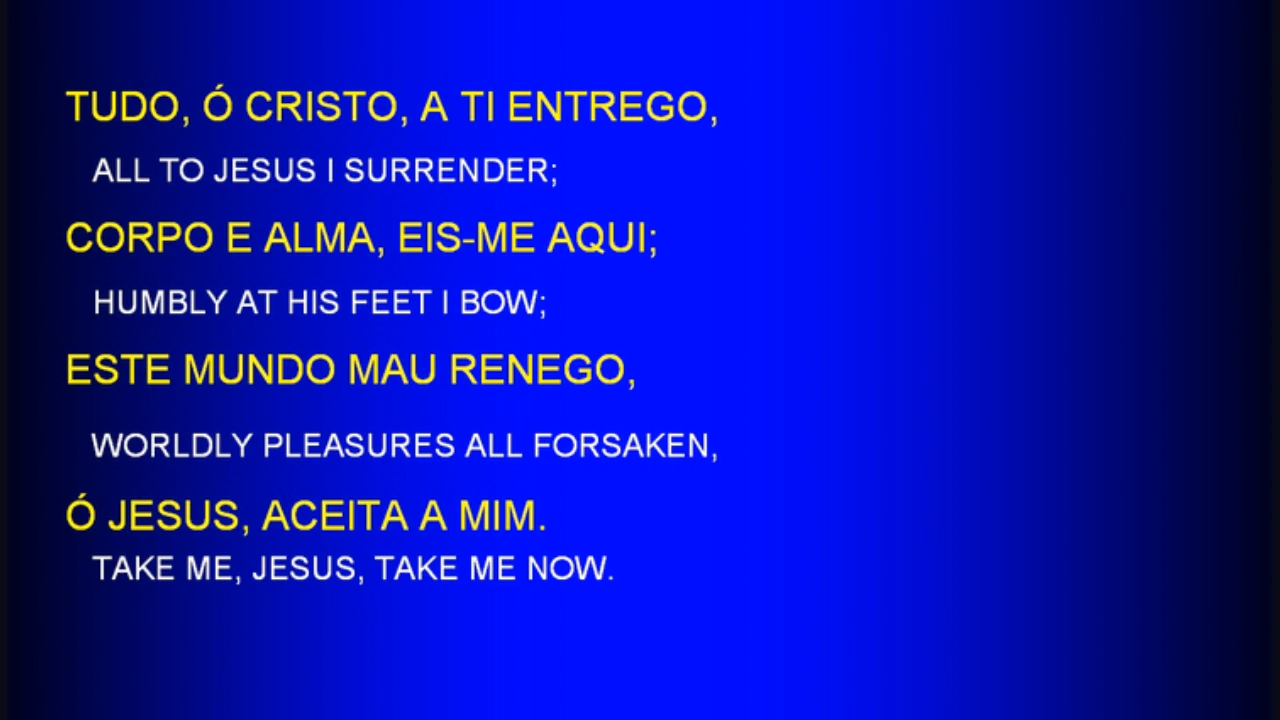 TUDO, Ó CRISTO, A TI ENTREGO,
ALL TO JESUS I SURRENDER;
CORPO E ALMA, EIS-ME AQUI;
HUMBLY AT HIS FEET I BOW;
ESTE MUNDO MAU RENEGO,
WORLDLY PLEASURES ALL FORSAKEN,
Ó JESUS, ACEITA A MIM.
TAKE ME, JESUS, TAKE ME NOW.